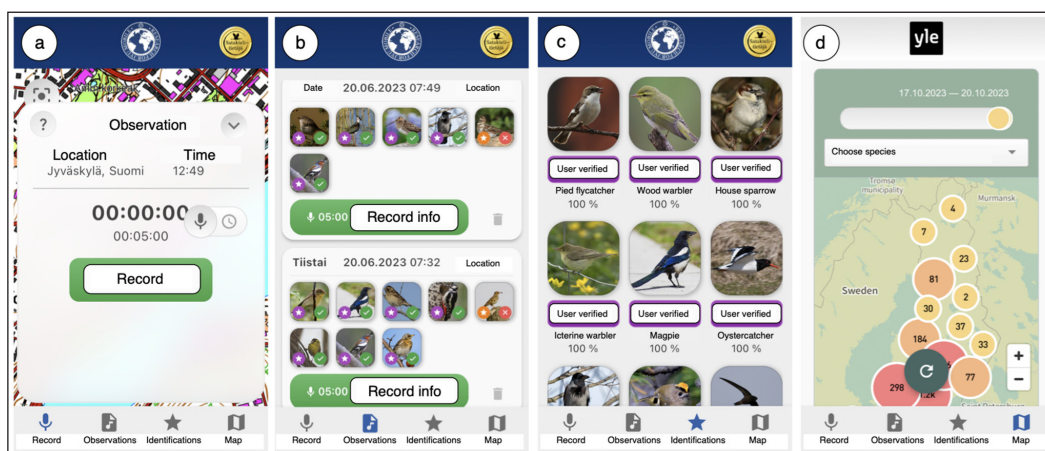 a
?
Observation
Location
Time
Jyväskylä, Suomi
12:49
00:00:00
00:05:00
Record
Record
Observations
Identifications
Map
b
Date
20.06.2023 07:49
Location
05:00
Record info
Tiistai
20.06.2023 07:32
Location
05:00
Record info
Record
Observations
Identifications
Map
c
User verified
User verified
User verified
Pied flycatcher
Wood warbler
House sparrow
100 %
100 %
100 %
User verified
User verified
User verified
Icterine warbler
Magpie
Oystercatcher
100 %
100 %
100 %
Record
Observations
Identifications
Map
d
yle
17.10.2023 — 20.10.2023
Choose species
Tromsø
municipality
Murmansk
4
7
23
81
Sweden
2
30
37
184
33
77
298
1.2k
+
−
Record
Observations
Identifications
Map